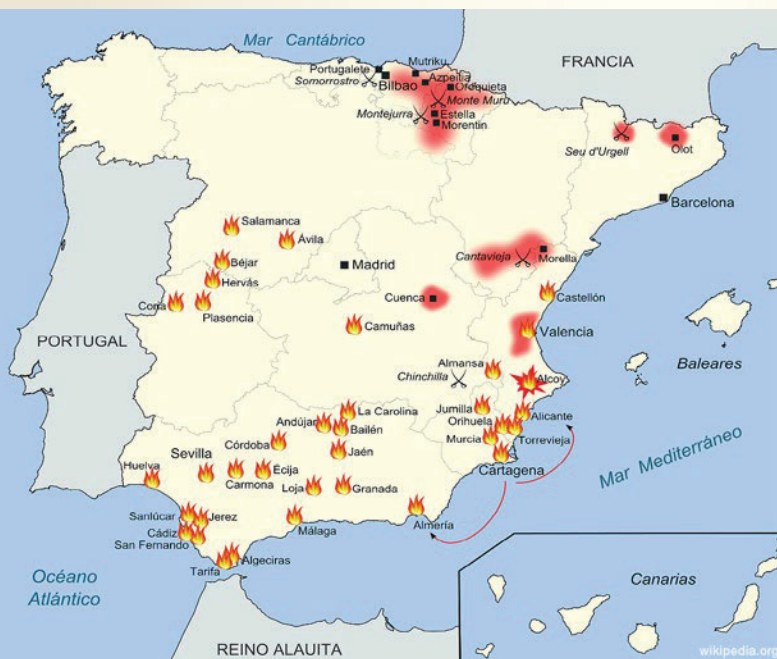 Mar Cantábrico
FRANCIA
Portugalete
Mutriku
Somorrostro
Bilbao
Azpeitia
Oroquieta
Monte Muru
Montejurra
Estella
Morentin
Seu d'Urgell
Olot
Barcelona
Salamanca
Ávila
Madrid
Cantavieja
Morella
Béjar
Hervás
Coria
Plasencia
Cuenca
Castellón
Camuñas
Valencia
PORTUGAL
Baleares
Almansa
Chinchilla
Alcoy
La Carolina
Jumilla
Andújar
Bailén
Orihuela
Alicante
Córdoba
Murcia
Torrevieja
Sevilla
Jaén
Mar Mediterráneo
Huelva
Écija
Cartagena
Carmona
Loja
Granada
Sanlúcar
Jerez
Málaga
Almería
Cádiz
San Fernando
Tarifa
Algeciras
Océano
Atlántico
Canarias
REINO ALAUITA
wikipedia.org